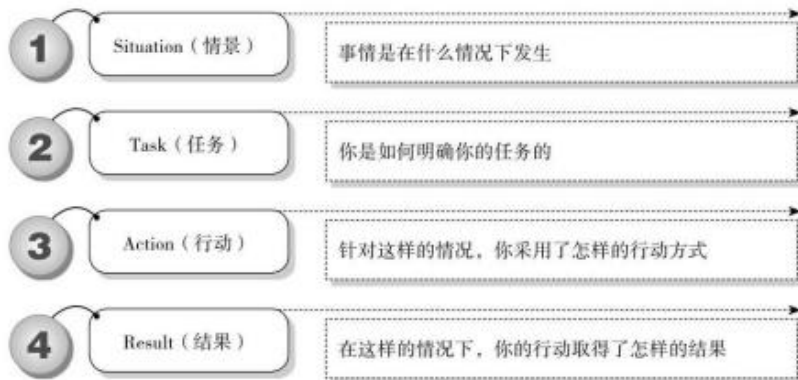 1
Situation（情景）
事情是在什么情况下发生
2
Task（任务）
你是如何明确你的任务的
3
Action（行动）
针对这样的情况，你采用了怎样的行动方式
4
Result（结果）
在这样的情况下，你的行动取得了怎样的结果